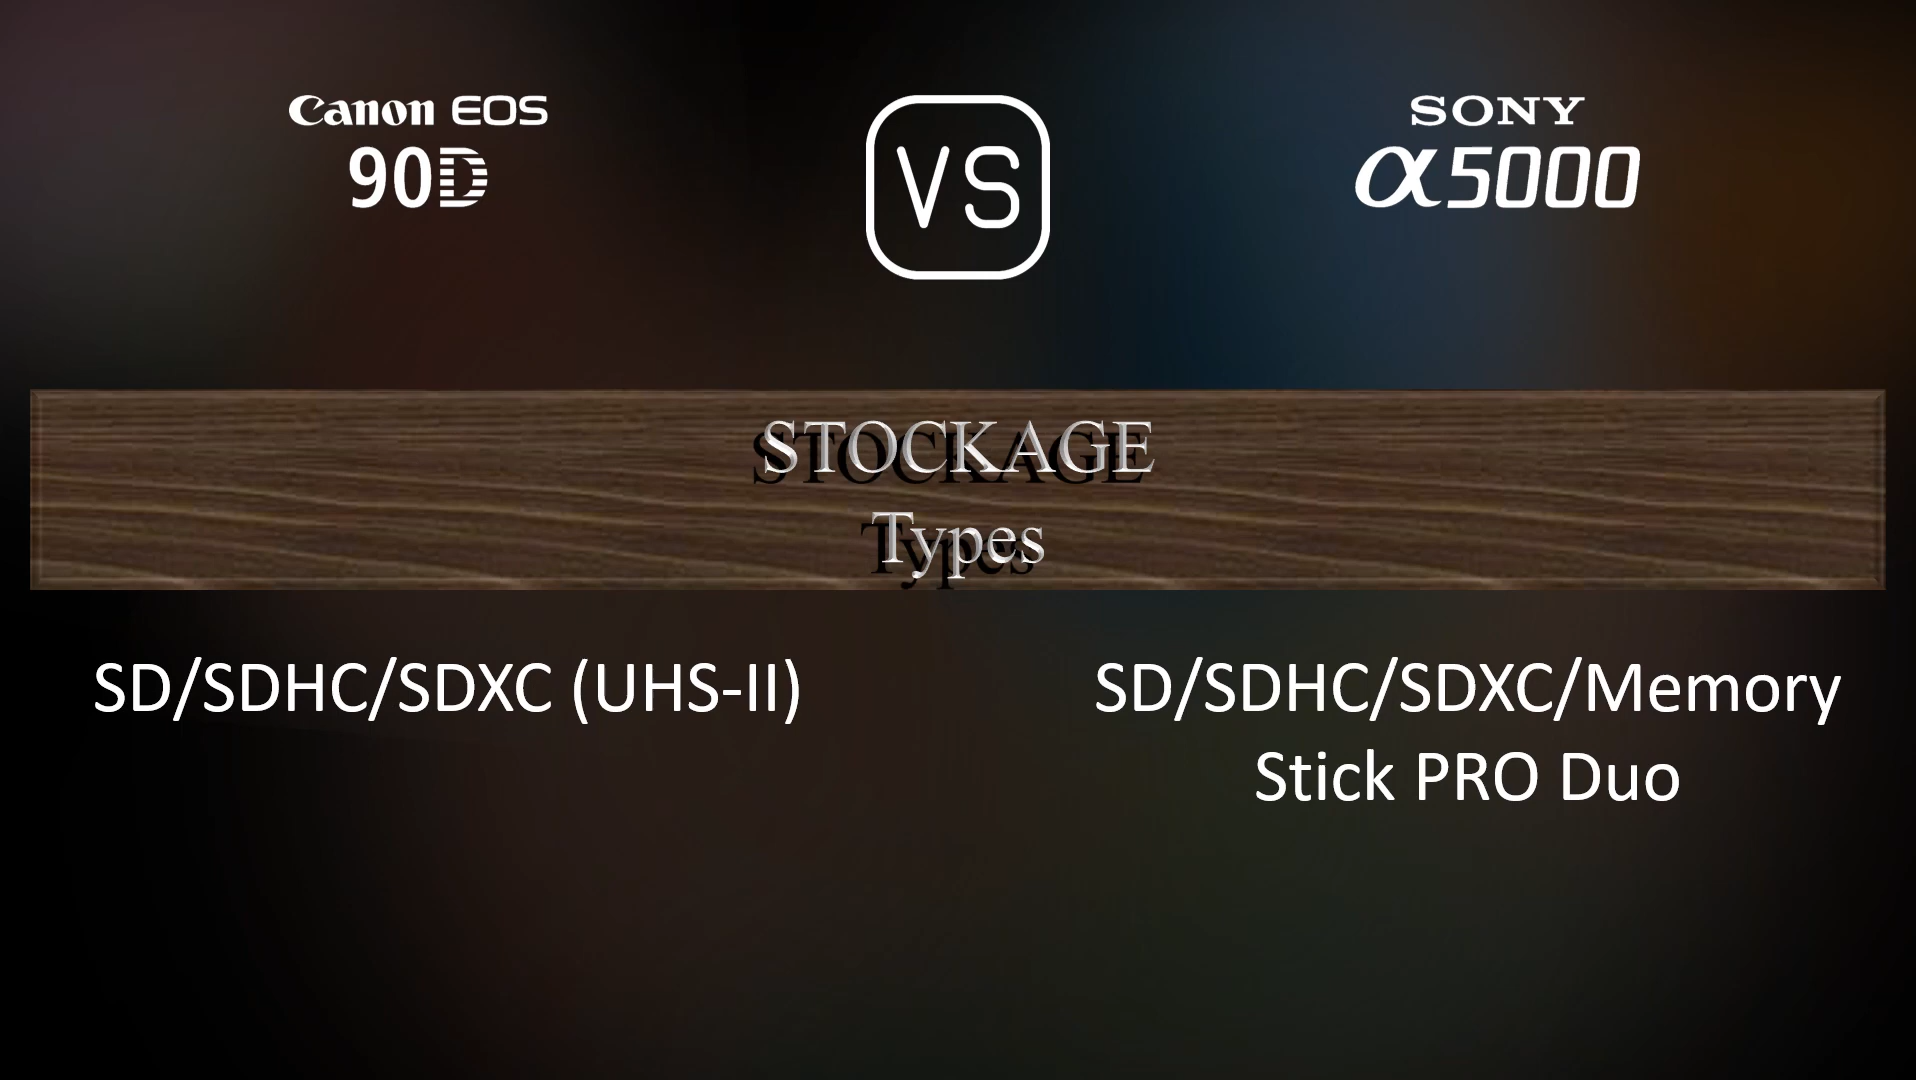 Canon EOS
90D
VS
SONY
α5000
STOCKAGE
Types
SD/SDHC/SDXC (UHS-II)
SD/SDHC/SDXC/Memory
Stick PRO Duo